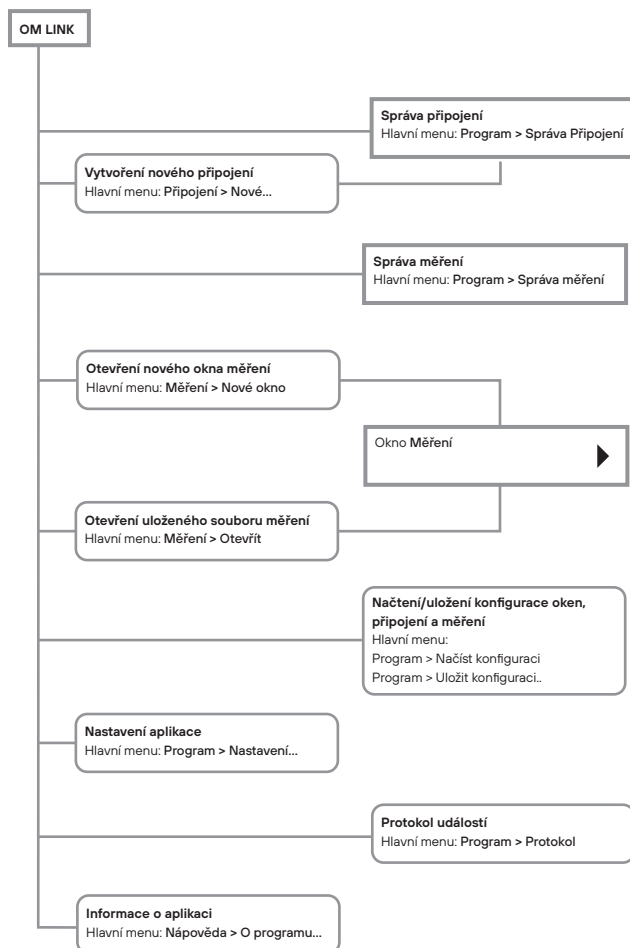 OM LINK
Správa připojení
Hlavní menu: Program > Správa Připojení
Vytvoření nového připojení
Hlavní menu: Připojení > Nové...
Správa měření
Hlavní menu: Program > Správa měření
Otevření nového okna měření
Hlavní menu: Měření > Nové okno
Okno Měření
Otevření uloženého souboru měření
Hlavní menu: Měření > Otevřít
Načtení/uložení konfigurace oken,
připojení a měření
Hlavní menu:
Program > Načíst konfiguraci
Program > Uložit konfiguraci..
Nastavení aplikace
Hlavní menu: Program > Nastavení...
Protokol událostí
Hlavní menu: Program > Protokol
Informace o aplikaci
Hlavní menu: Nápověda > O programu...